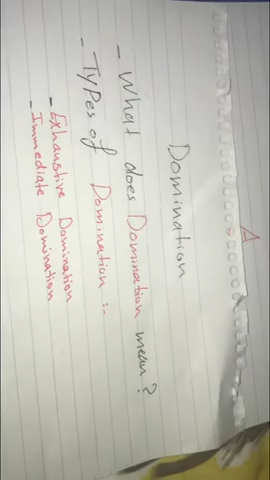 A
Domination
- What does Domination mean?
- Types of Domination :-
- Exhaustive Domination
- Immediate Domination